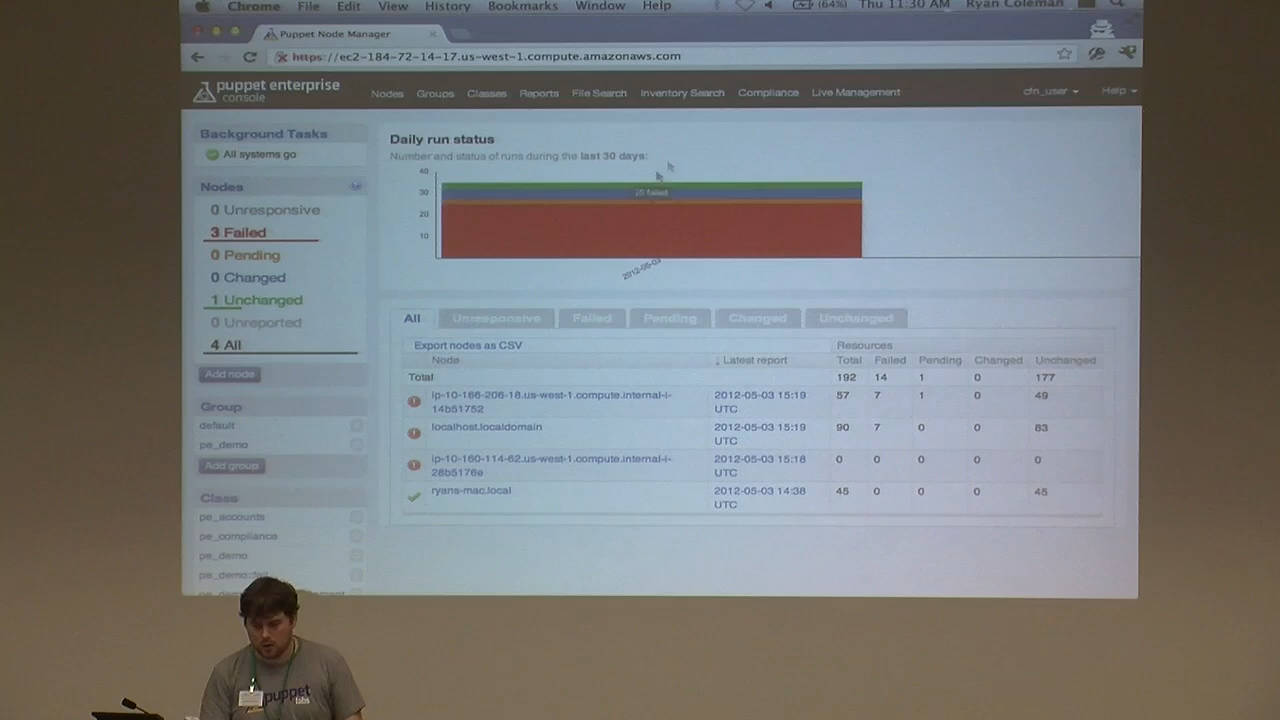 Chrome File Edit View History Bookmarks Window Help (64%) Thu 11:30 AM Ryan Coleman
Puppet Node Manager
https://ec2-184-72-14-17.us-west-1.compute.amazonaws.com
puppet enterprise
console
Nodes Groups Classes Reports File Search Inventory Search Compliance Live Management cfn_user Help
Background Tasks
All systems go
Nodes
0 Unresponsive
3 Failed
0 Pending
0 Changed
1 Unchanged
0 Unreported
4 All
Add node
Group
default
pe_demo
Add group
Class
pe_accounts
pe_compliance
pe_demo
Daily run status
Number and status of runs during the last 30 days:
40
30
20
10
failed
2012-05-03
All Unresponsive Failed Pending Changed Unchanged
Export nodes as CSV Resources
Node ↓ Latest report Total Failed Pending Changed Unchanged
Total 192 14 1 0 177
ip-10-166-206-18.us-west-1.compute.internal-i- 2012-05-03 15:19 57 7 1 0 49
14b51752 UTC
localhost.localdomain 2012-05-03 15:19 90 7 0 0 83
UTC
ip-10-160-114-62.us-west-1.compute.internal-i- 2012-05-03 15:18 0 0 0 0 0
28b5176e UTC
ryans-mac.local 2012-05-03 14:38 45 0 0 0 45
UTC
puppet
labs